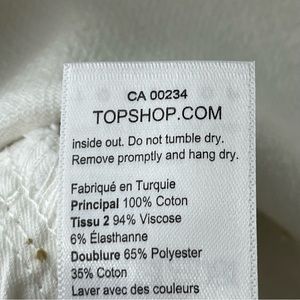 CA 00234
TOPSHOP.COM
inside out. Do not tumble dry.
Remove promptly and hang dry.
Fabriqué en Turquie
Principal 100% Coton
Tissu 2 94% Viscose
6% Élasthanne
Doublure 65% Polyester
35% Coton
Laver avec des couleurs